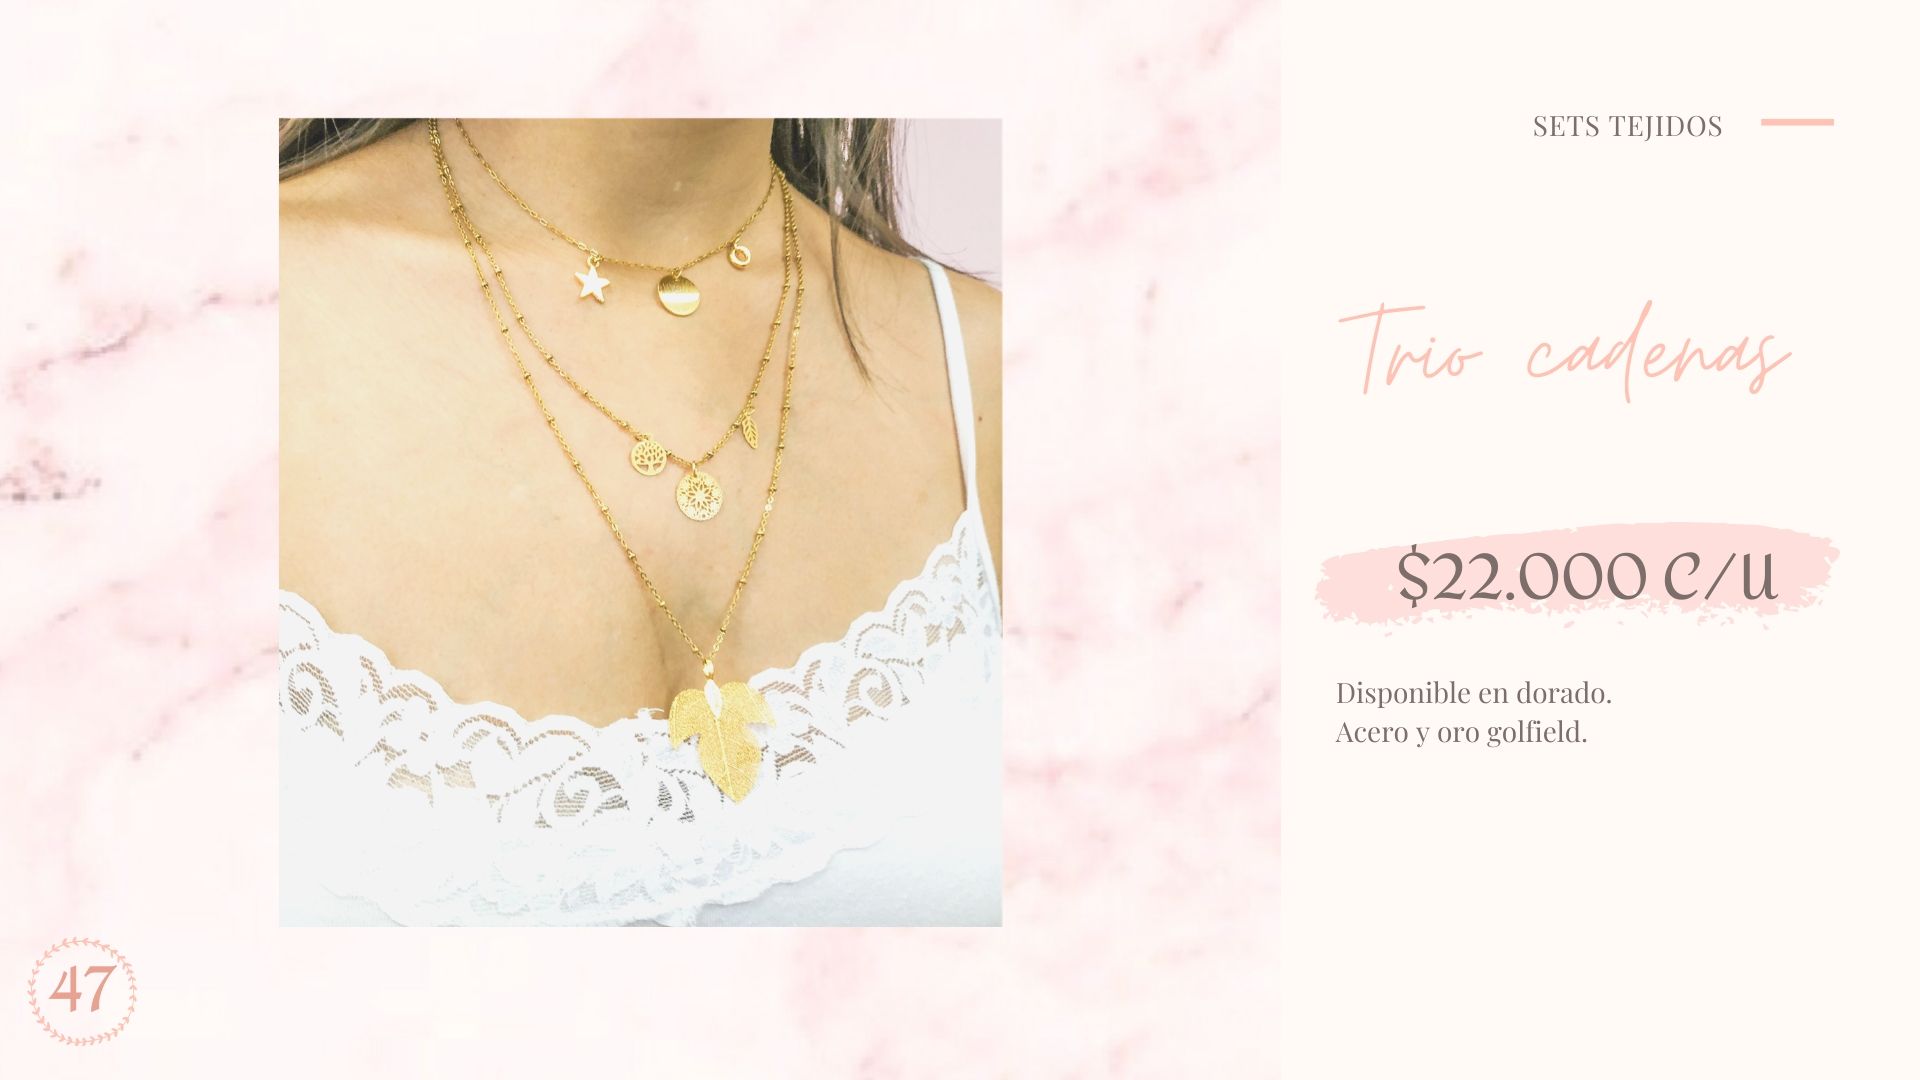 SETS TEJIDOS
Trio cadenas
$22.000 C/U
Disponible en dorado.
Acero y oro golfield.
47